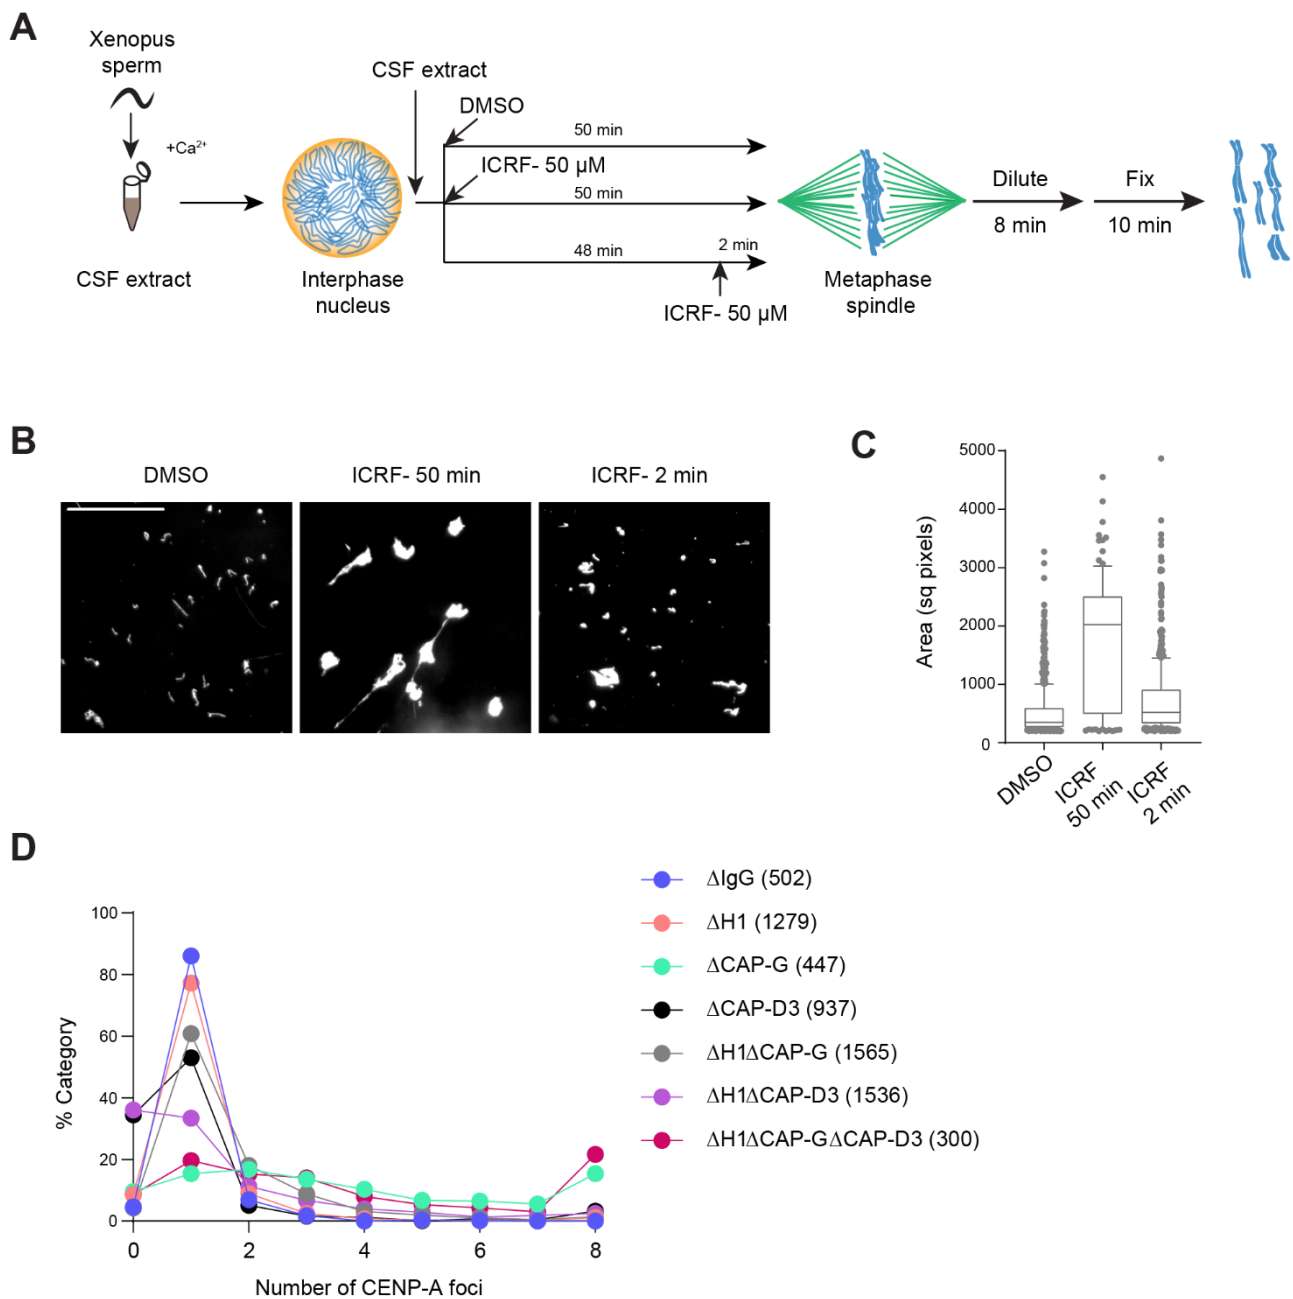 A
Xenopus
sperm
+Ca²⁺
CSF extract
Interphase
nucleus
CSF extract
DMSO
50 min
ICRF- 50 µM
50 min
48 min
2 min
ICRF- 50 µM
Metaphase
spindle
Dilute
8 min
Fix
10 min
B
DMSO
ICRF- 50 min
ICRF- 2 min
C
Area (sq pixels)
5000
4000
3000
2000
1000
0
DMSO
ICRF
50 min
ICRF
2 min
D
% Category
100
80
60
40
20
0
0
2
4
6
8
Number of CENP-A foci
ΔIgG (502)
ΔH1 (1279)
ΔCAP-G (447)
ΔCAP-D3 (937)
ΔH1ΔCAP-G (1565)
ΔH1ΔCAP-D3 (1536)
ΔH1ΔCAP-GΔCAP-D3 (300)